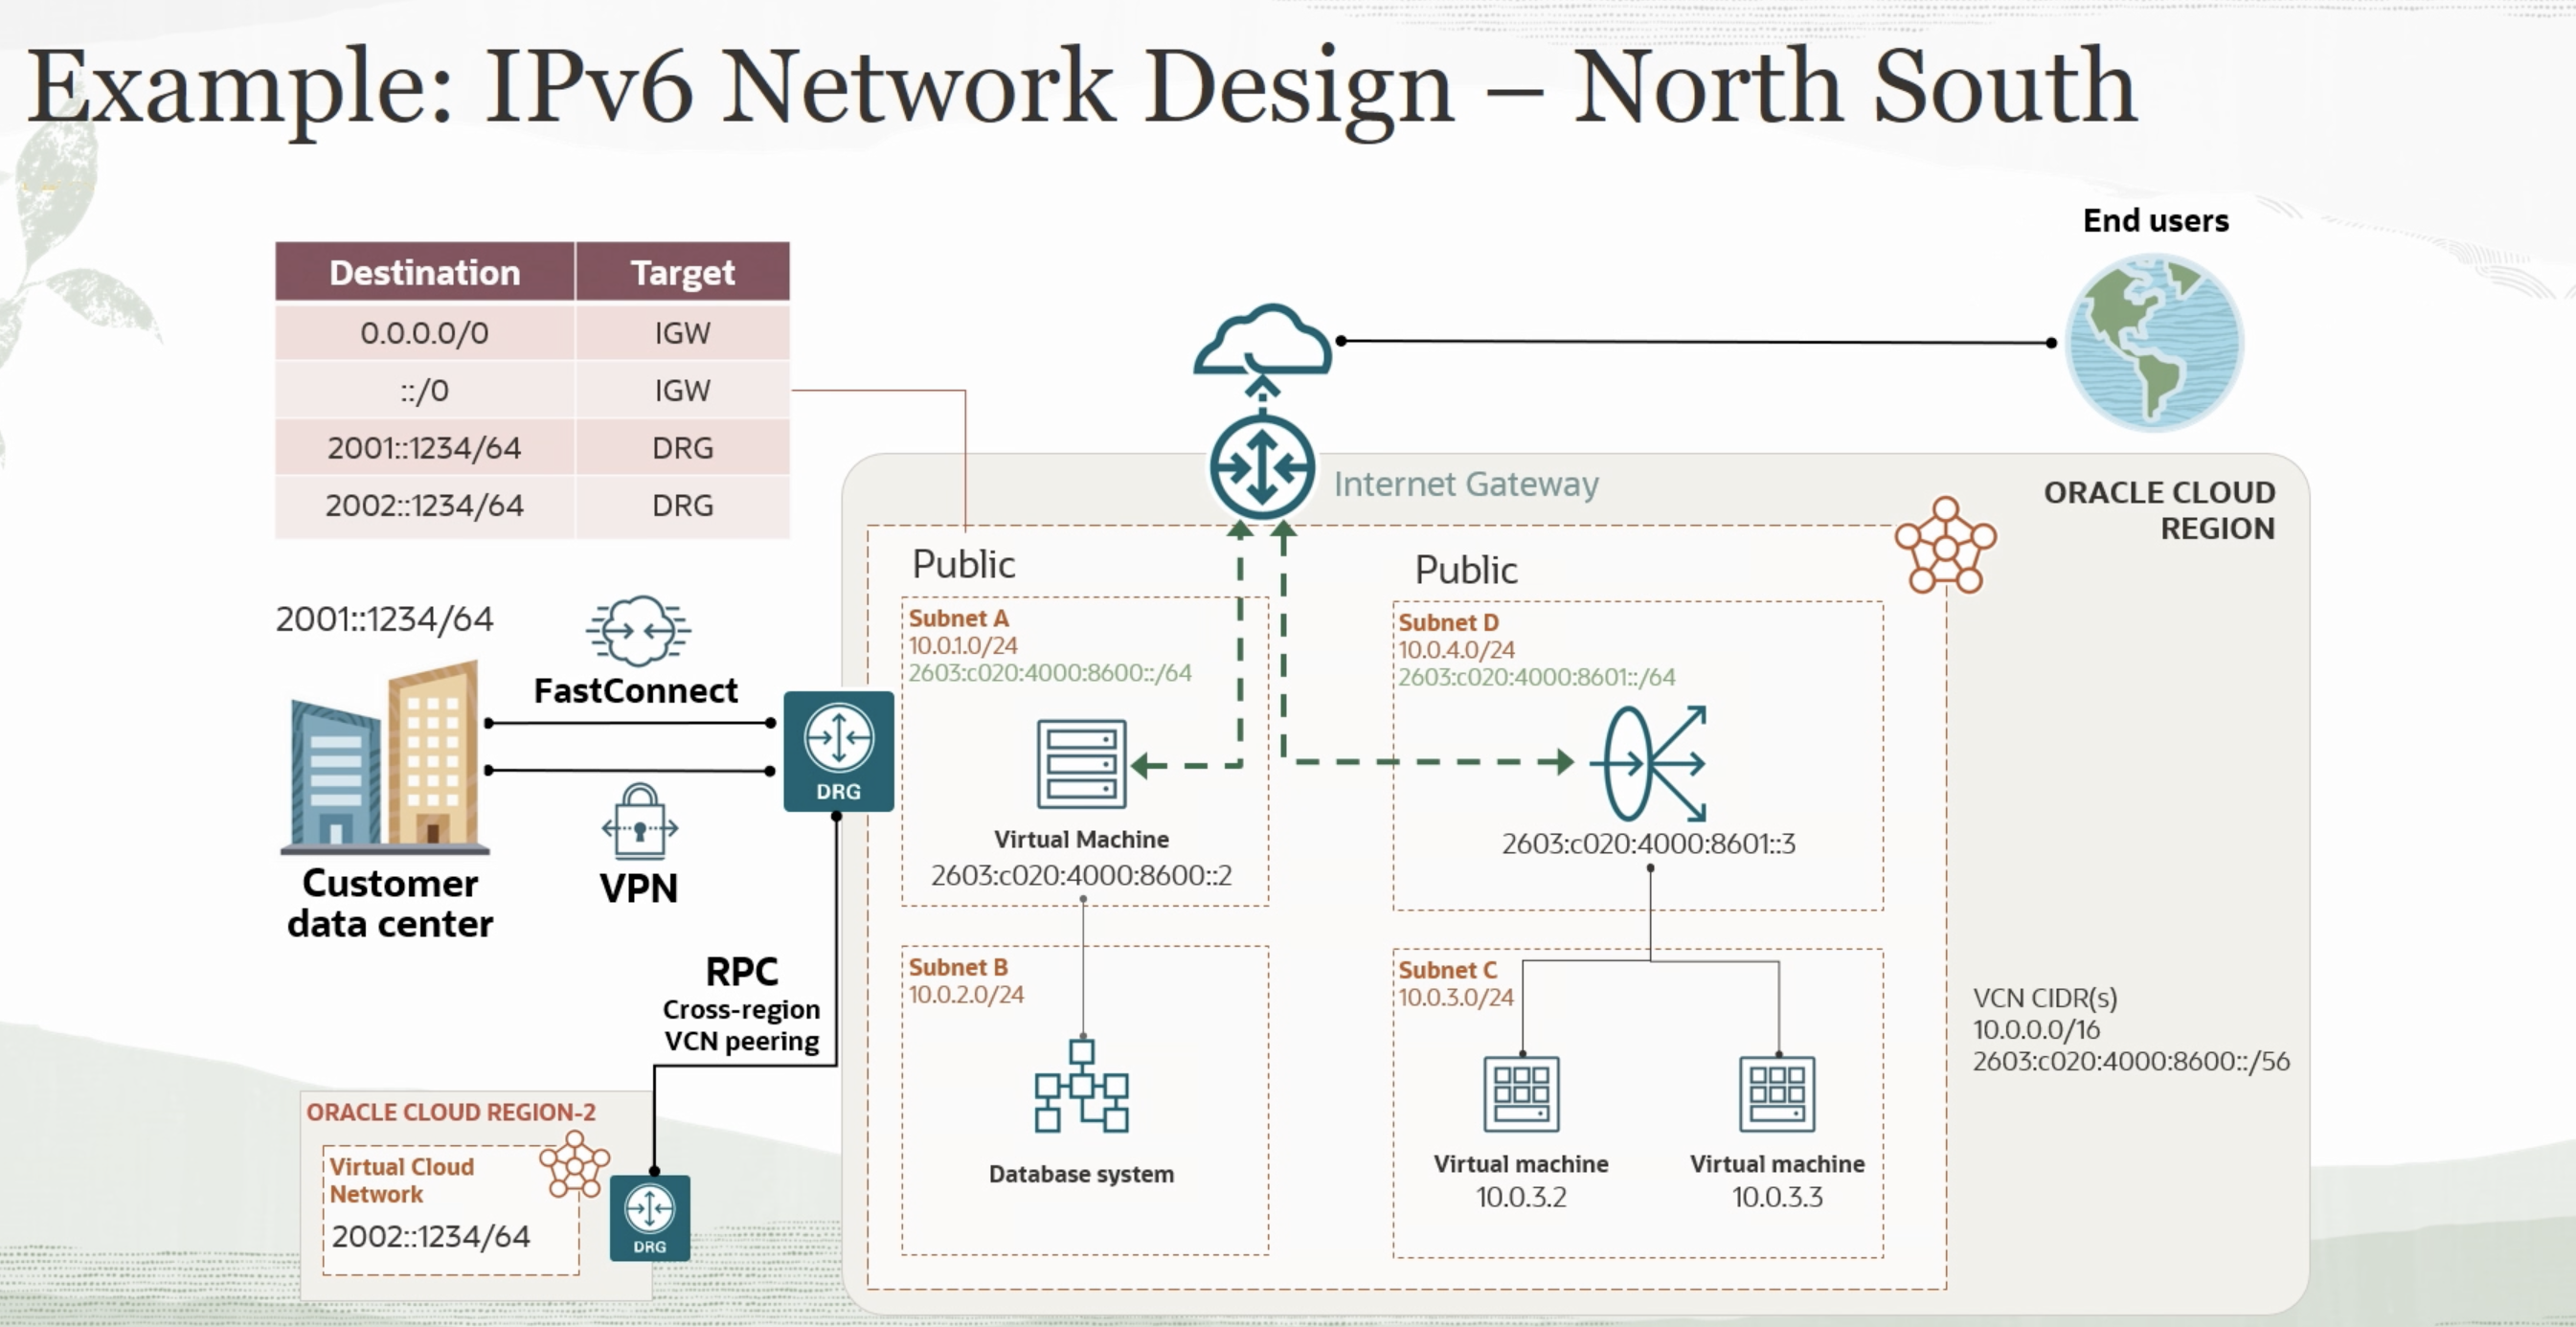 Example: IPv6 Network Design – North South
End users
Destination Target
0.0.0.0/0 IGW
::/0 IGW
2001::1234/64 DRG
2002::1234/64 DRG
Internet Gateway
ORACLE CLOUD
REGION
Public
Public
Subnet A
10.0.1.0/24
2603:c020:4000:8600::/64
Virtual Machine
2603:c020:4000:8600::2
Subnet D
10.0.4.0/24
2603:c020:4000:8601::/64
2603:c020:4000:8601::3
2001::1234/64
FastConnect
DRG
Customer
data center
VPN
RPC
Cross-region
VCN peering
Subnet B
10.0.2.0/24
Database system
Subnet C
10.0.3.0/24
Virtual machine
10.0.3.2
Virtual machine
10.0.3.3
VCN CIDR(s)
10.0.0.0/16
2603:c020:4000:8600::/56
ORACLE CLOUD REGION-2
Virtual Cloud
Network
2002::1234/64
DRG